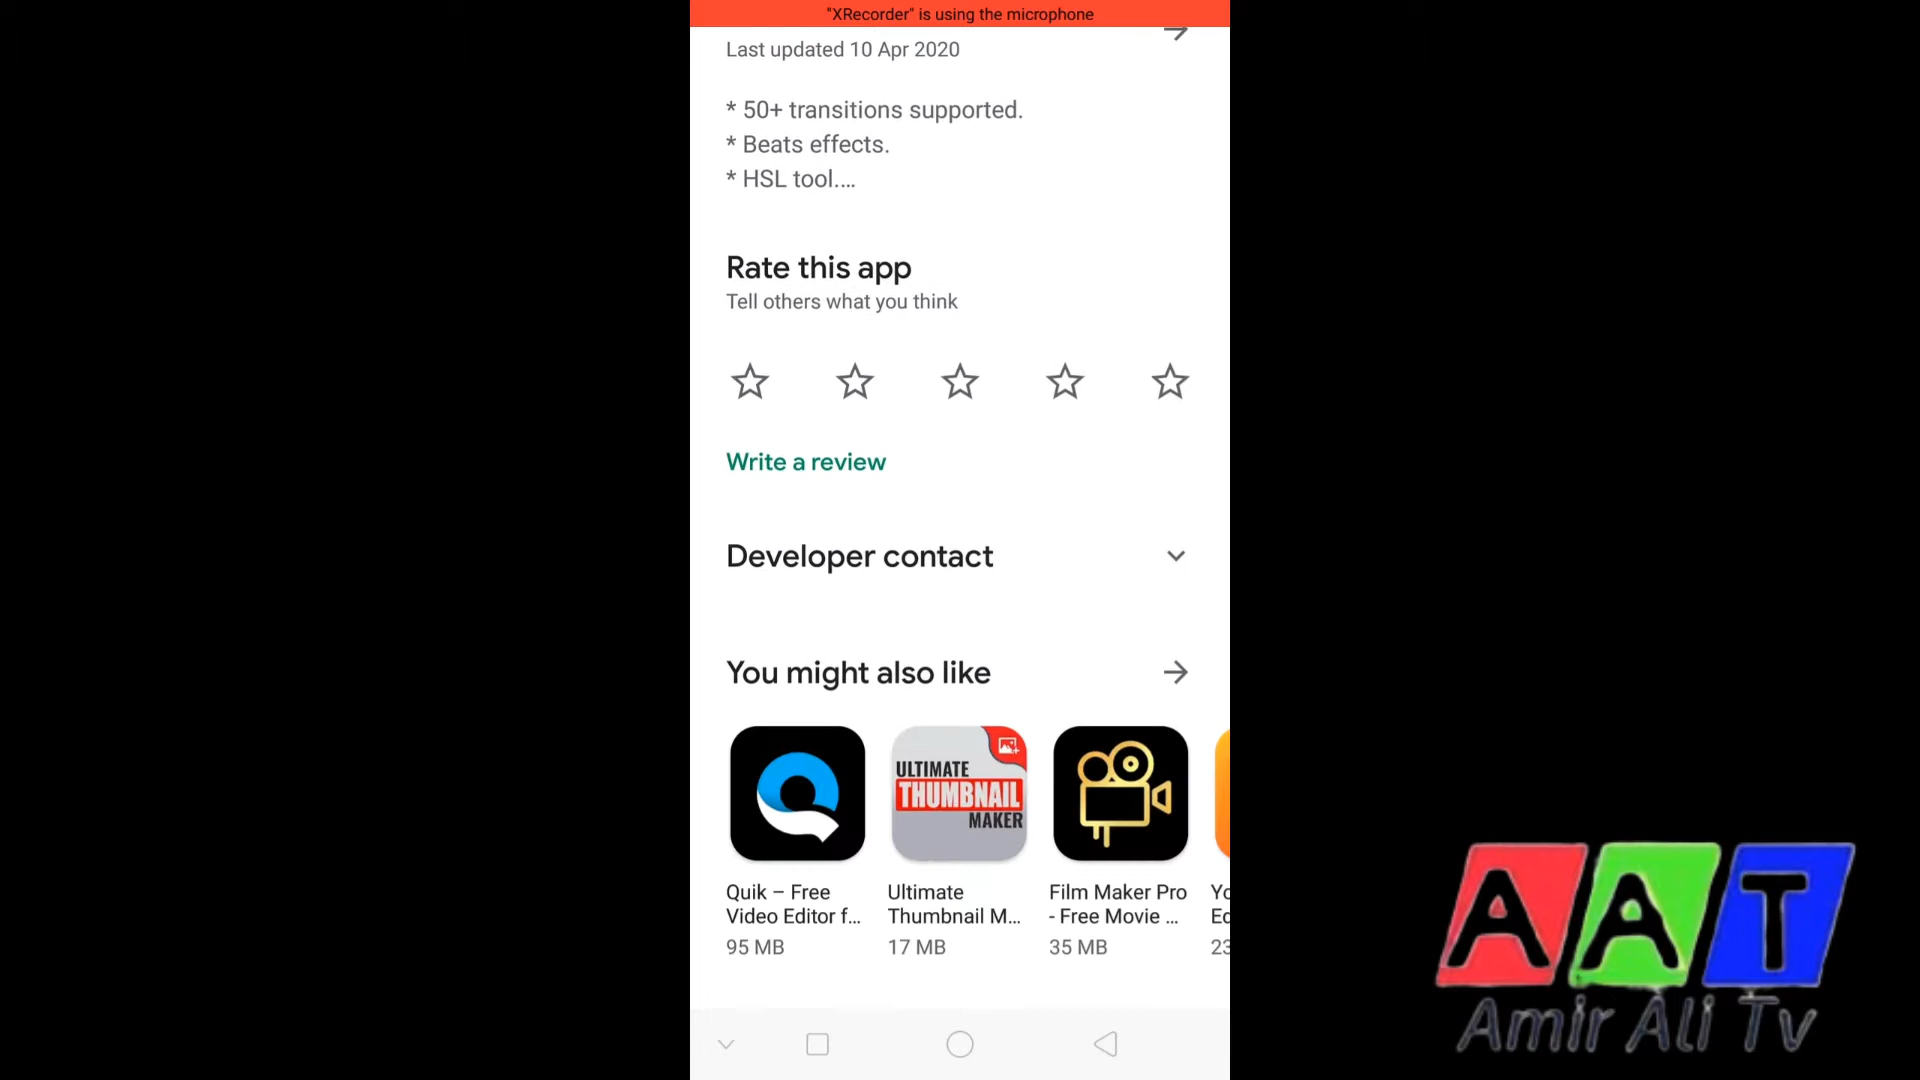 "XRecorder" is using the microphone
Last updated 10 Apr 2020
* 50+ transitions supported.
* Beats effects.
* HSL tool....
Rate this app
Tell others what you think
Write a review
Developer contact
You might also like
ULTIMATE
THUMBNAIL
MAKER
Quik – Free
Video Editor f...
95 MB
Ultimate
Thumbnail M...
17 MB
Film Maker Pro
- Free Movie ...
35 MB
Yo
Ed
23
AAT
Amir Ali Tv